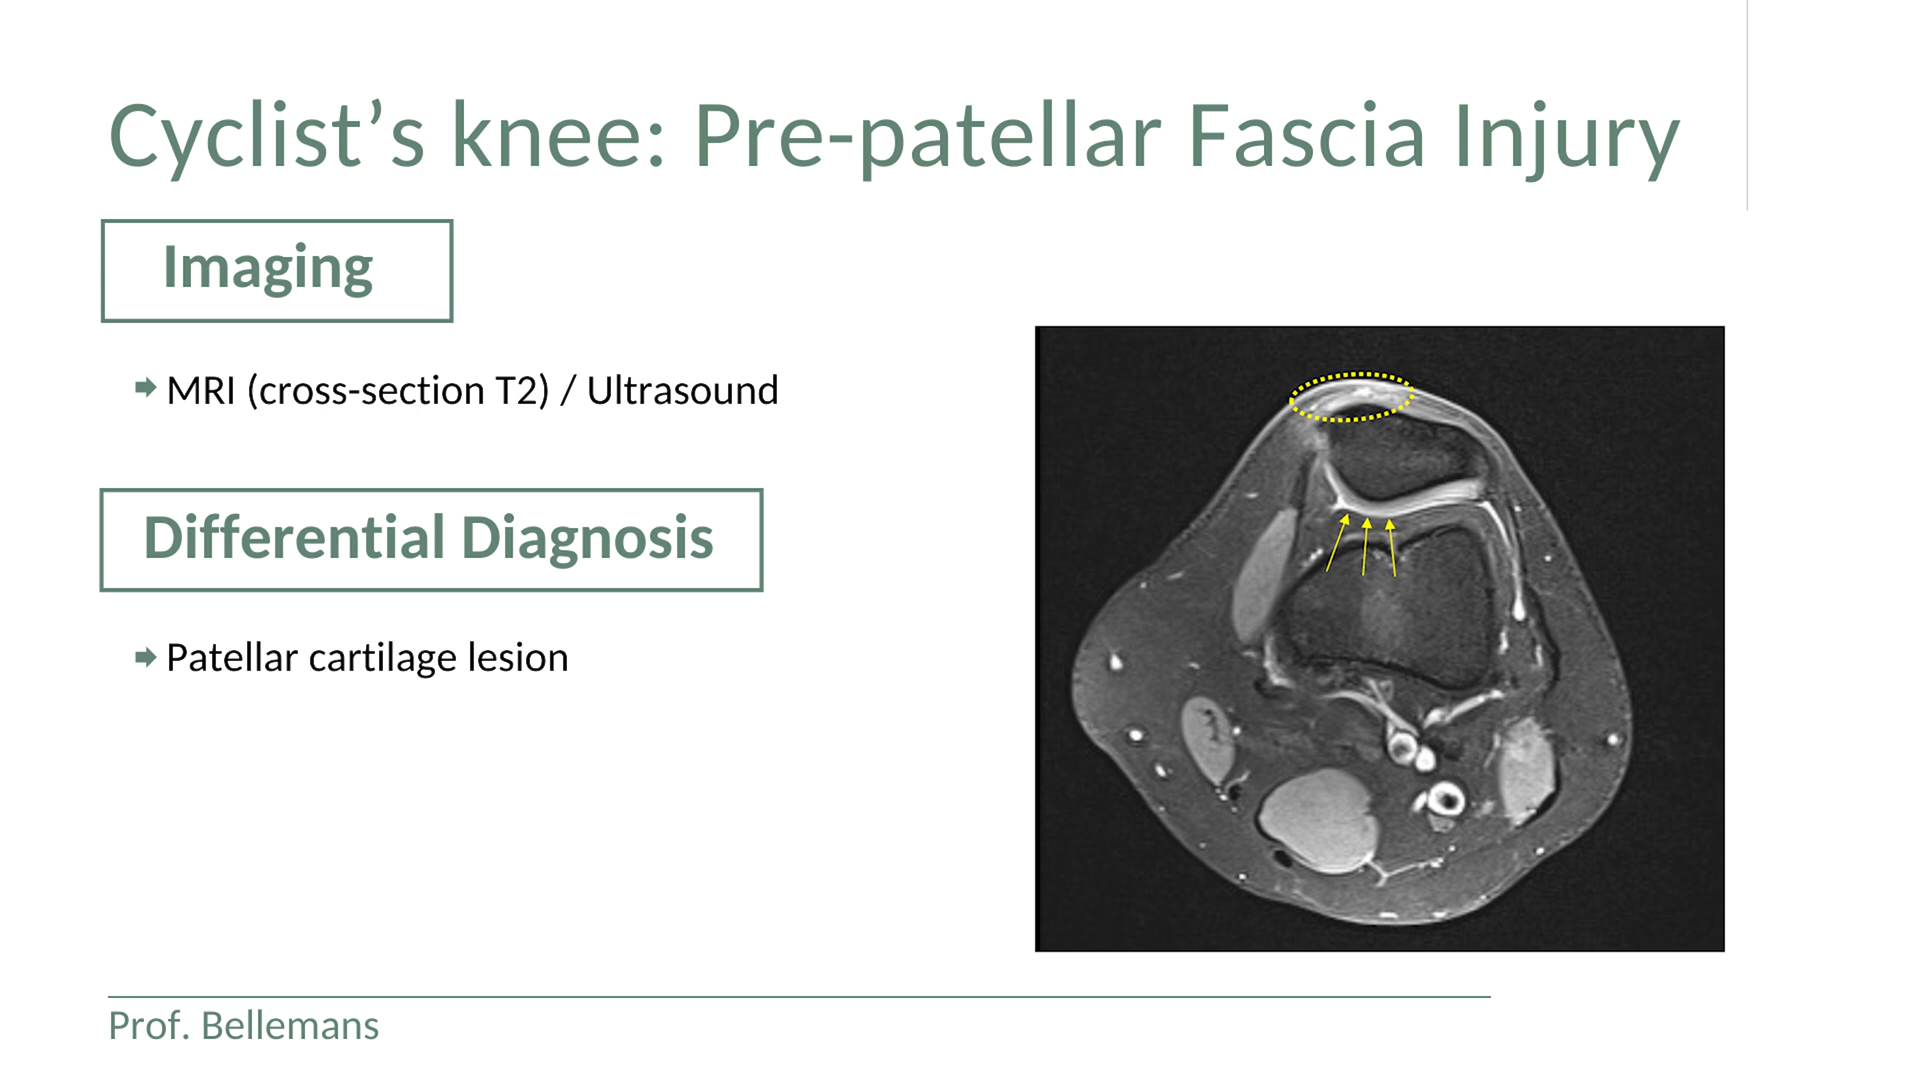 Cyclist’s knee: Pre-patellar Fascia Injury
Imaging
MRI (cross-section T2) / Ultrasound
Differential Diagnosis
Patellar cartilage lesion
Prof. Bellemans